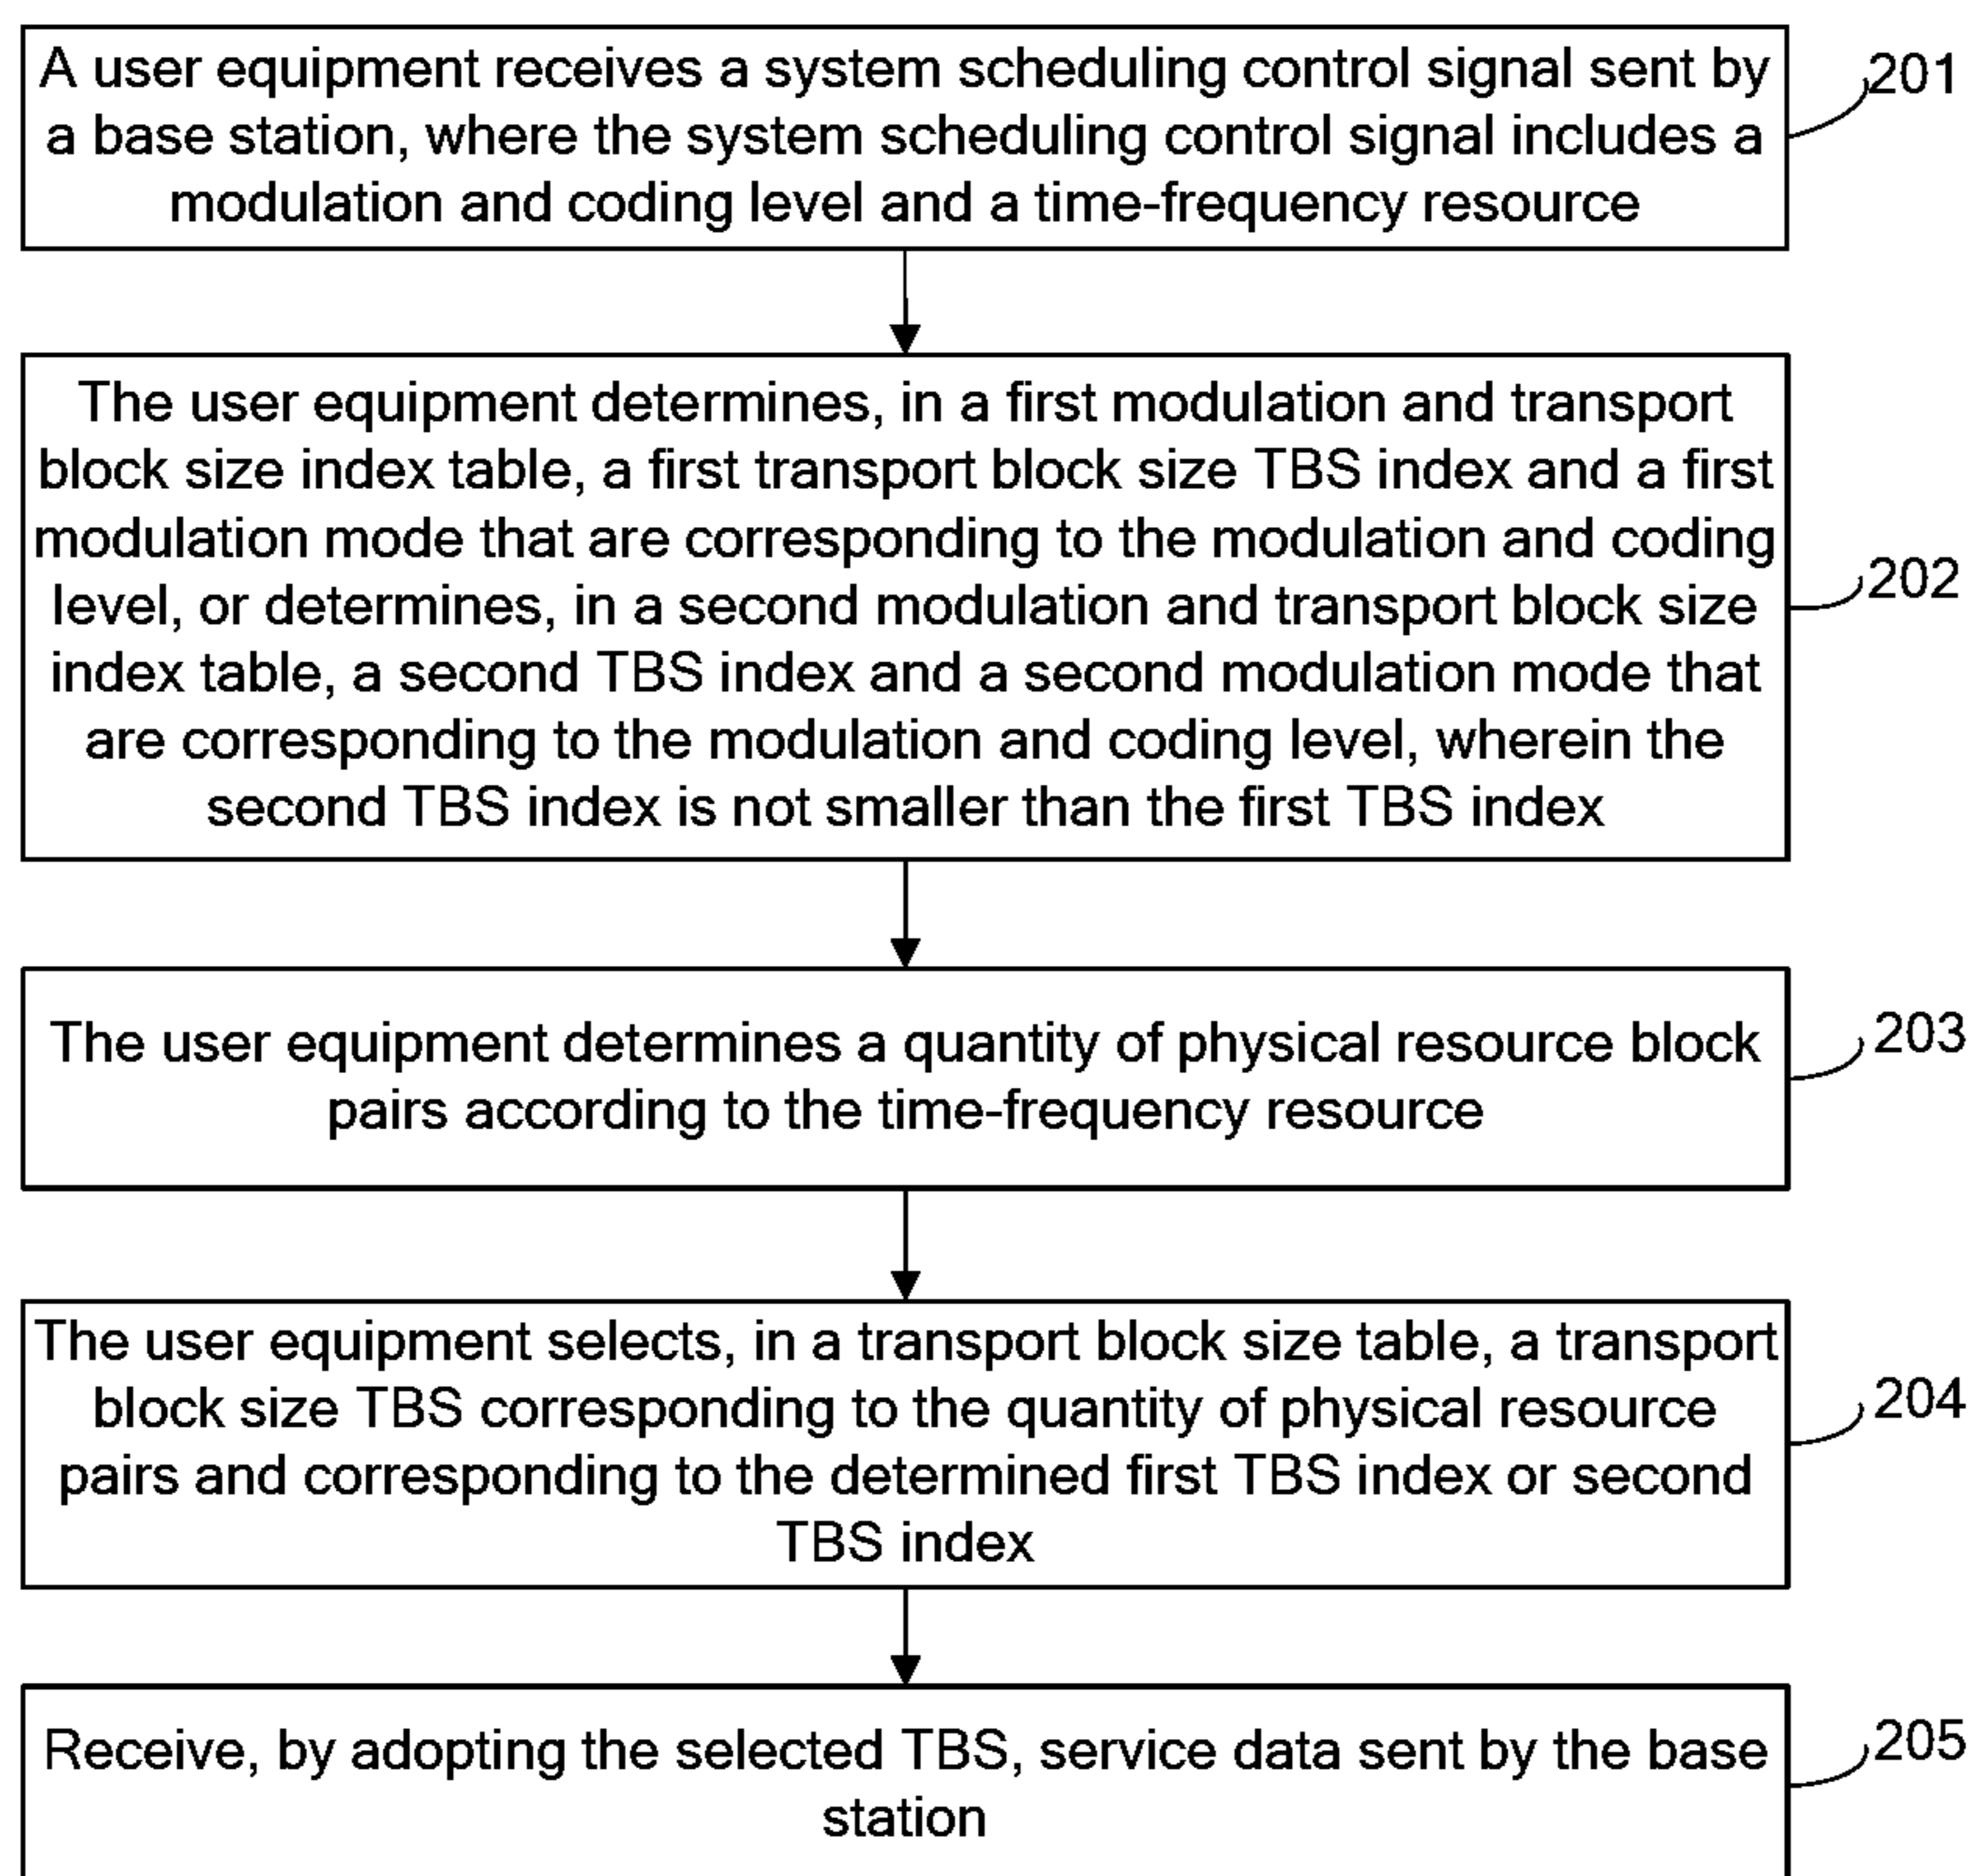 A user equipment receives a system scheduling control signal sent by
a base station, where the system scheduling control signal includes a
modulation and coding level and a time-frequency resource
201
The user equipment determines, in a first modulation and transport
block size index table, a first transport block size TBS index and a first
modulation mode that are corresponding to the modulation and coding
level, or determines, in a second modulation and transport block size
index table, a second TBS index and a second modulation mode that
are corresponding to the modulation and coding level, wherein the
second TBS index is not smaller than the first TBS index
202
The user equipment determines a quantity of physical resource block
pairs according to the time-frequency resource
203
The user equipment selects, in a transport block size table, a transport
block size TBS corresponding to the quantity of physical resource
pairs and corresponding to the determined first TBS index or second
TBS index
204
Receive, by adopting the selected TBS, service data sent by the base
station
205